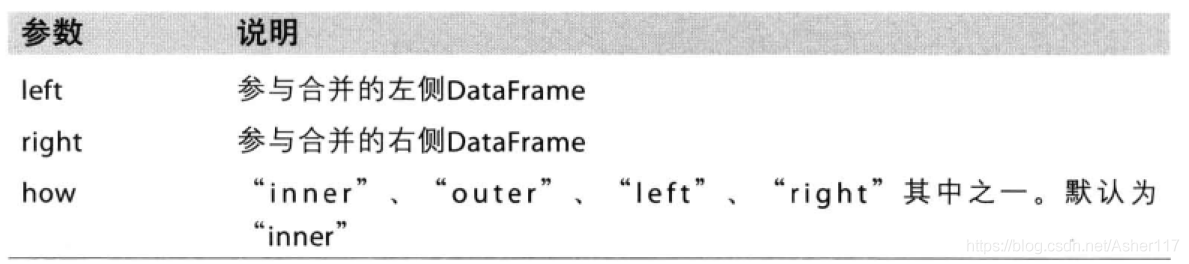 参数 说明
left 参与合并的左侧DataFrame
right 参与合并的右侧DataFrame
how “inner”、“outer”、“left”、“right”其中之一。默认为
“inner”
https://blog.csdn.net/Asher117